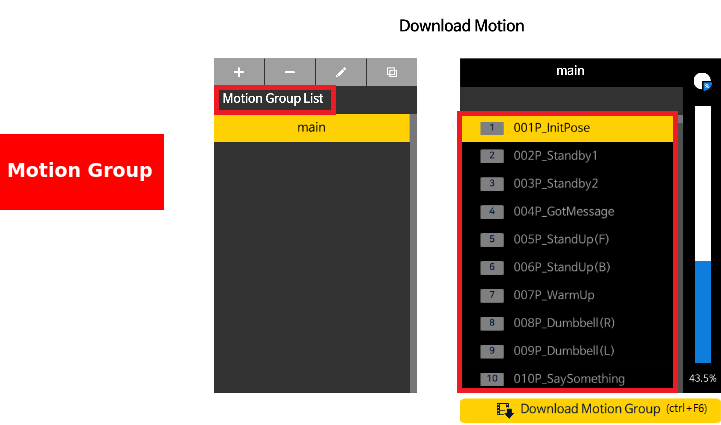 Download Motion
Motion Group
Motion Group List
main
main
1 001P_InitPose
2 002P_Standby1
3 003P_Standby2
4 004P_GotMessage
5 005P_StandUp(F)
6 006P_StandUp(B)
7 007P_WarmUp
8 008P_Dumbbell(R)
9 009P_Dumbbell(L)
10 010P_SaySomething
43.5%
Download Motion Group (ctrl+F6)